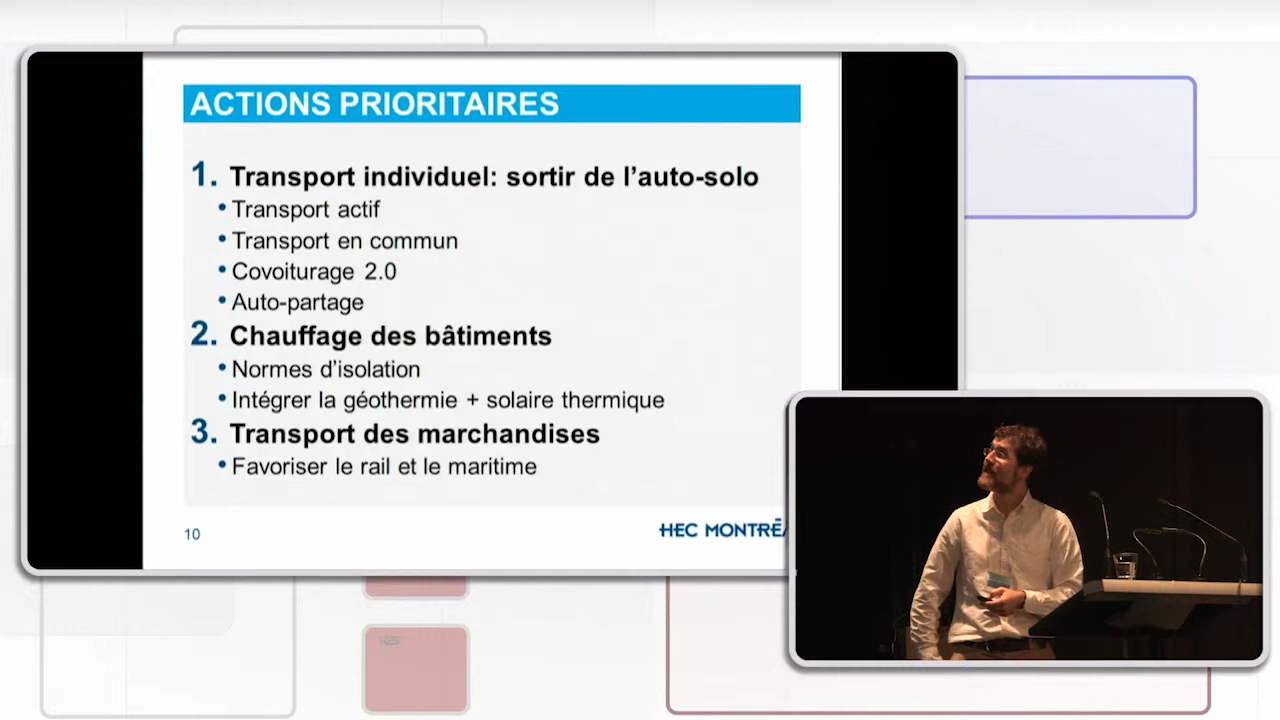 ACTIONS PRIORITAIRES
1. Transport individuel: sortir de l'auto-solo
• Transport actif
• Transport en commun
• Covoiturage 2.0
• Auto-partage
2. Chauffage des bâtiments
• Normes d'isolation
• Intégrer la géothermie + solaire thermique
3. Transport des marchandises
• Favoriser le rail et le maritime
10
HEC MONTRÉ